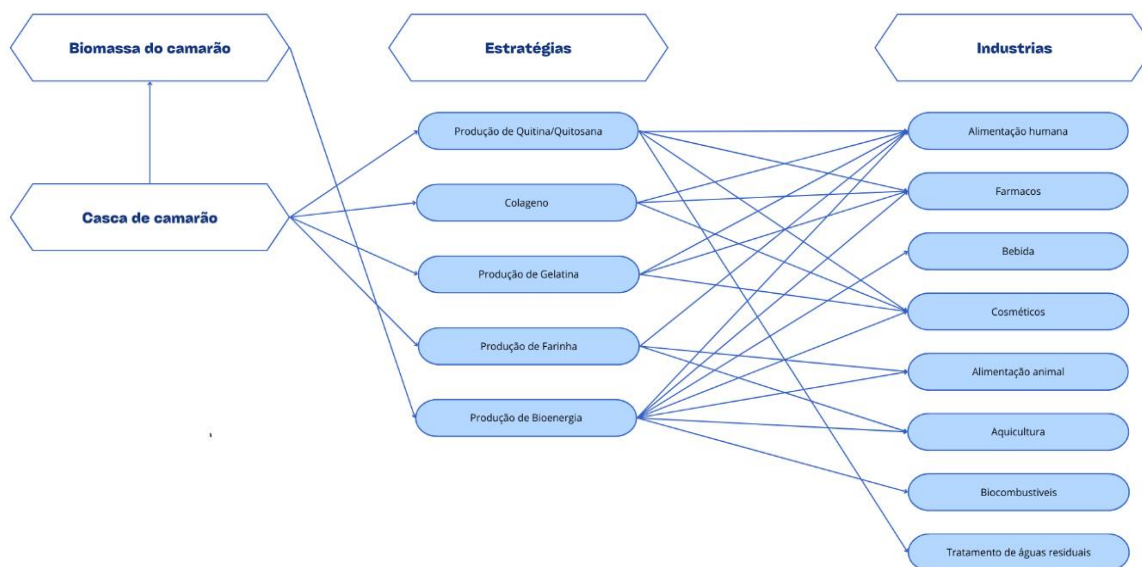 Biomassa do camarão
Estratégias
Industrias
Produção de Quitina/Quitosana
Alimentação humana
Casca de camarão
Colageno
Farmacos
Bebida
Produção de Gelatina
Cosméticos
Produção de Farinha
Alimentação animal
Produção de Bioenergia
Aquicultura
Biocombustiveis
Tratamento de águas residuais